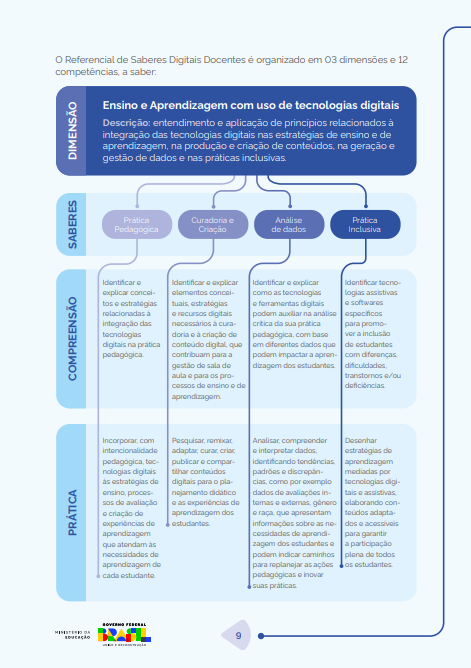 O Referencial de Saberes Digitais Docentes é organizado em 03 dimensões e 12
competências, a saber:
DIMENSÃO
Ensino e Aprendizagem com uso de tecnologias digitais
Descrição: entendimento e aplicação de princípios relacionados à
integração das tecnologias digitais nas estratégias de ensino e de
aprendizagem, na produção e criação de conteúdos, na geração e
gestão de dados e nas práticas inclusivas.
SABERES
Prática
Pedagógica
Curadoria e
Criação
Análise
de dados
Prática
Inclusiva
COMPREENSÃO
Identificar e
explicar concei-
tos e estratégias
relacionadas à
integração das
tecnologias
digitais na prática
pedagógica.
Identificar e explicar
elementos concei-
tuais, estratégias
e recursos digitais
necessários à cura-
doria e à criação de
conteúdo digital, que
contribuam para a
gestão de sala de
aula e para os pro-
cessos de ensino e de
aprendizagem.
Identificar e explicar
como as tecnologias
e ferramentas digitais
podem auxiliar na análise
crítica da sua prática
pedagógica, com base
em diferentes dados que
podem impactar a apren-
dizagem dos estudantes.
Identificar tecno-
logias assistivas
e softwares
específicos
para promo-
ver a inclusão
de estudantes
com diferenças,
dificuldades,
transtornos e/ou
deficiências.
PRÁTICA
Incorporar, com
intencionalidade
pedagógica, tec-
nologias digitais
às estratégias de
ensino, proces-
sos de avaliação
e criação de
experiências de
aprendizagem
que atendam às
necessidades de
aprendizagem de
cada estudante.
Pesquisar, remixar,
adaptar, curar, criar,
publicar e compar-
tilhar conteúdos
digitais para o pla-
nejamento didático
e as experiências de
aprendizagem dos
estudantes.
Analisar, compreender
e interpretar dados,
identificando tendências,
padrões e discrepân-
cias, como por exemplo
dados de avaliações in-
ternas e externas, gênero
e raça, que apresentam
informações sobre as ne-
cessidades de aprendi-
zagem dos estudantes e
podem indicar caminhos
para replanejar as ações
pedagógicas e inovar
suas práticas.
Desenhar
estratégias de
aprendizagem
mediadas por
tecnologias digi-
tais e assistivas,
elaborando con-
teúdos adapta-
dos e acessíveis
para garantir
a participação
plena de todos
os estudantes.
MINISTÉRIO DA
EDUCAÇÃO
GOVERNO FEDERAL
BRASIL
UNIÃO E RECONSTRUÇÃO
9